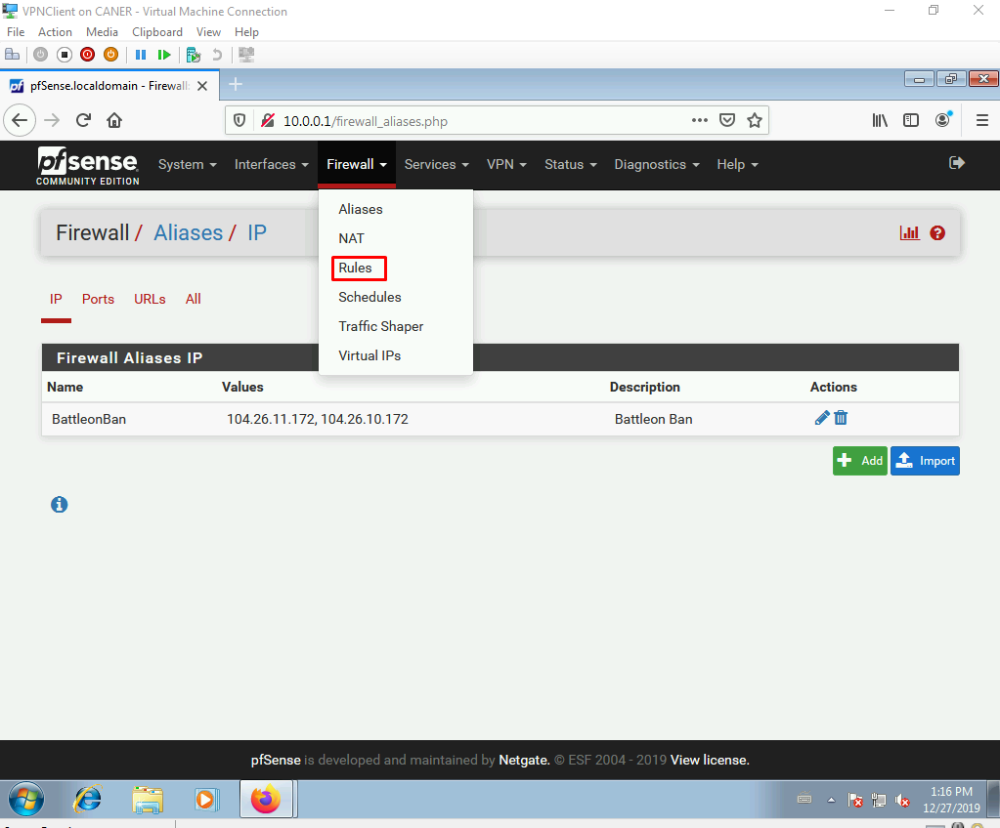 VPNClient on CANER - Virtual Machine Connection
File Action Media Clipboard View Help
pfSense.localdomain - Firewall:
10.0.0.1/firewall_aliases.php
pfsense
COMMUNITY EDITION
System Interfaces Firewall Services VPN Status Diagnostics Help
Aliases
NAT
Rules
Schedules
Traffic Shaper
Virtual IPs
Firewall / Aliases / IP
IP Ports URLs All
Firewall Aliases IP
Name Values Description Actions
BattleonBan 104.26.11.172, 104.26.10.172 Battleon Ban
Add Import
pfSense is developed and maintained by Netgate. © ESF 2004 - 2019 View license.
1:16 PM
12/27/2019